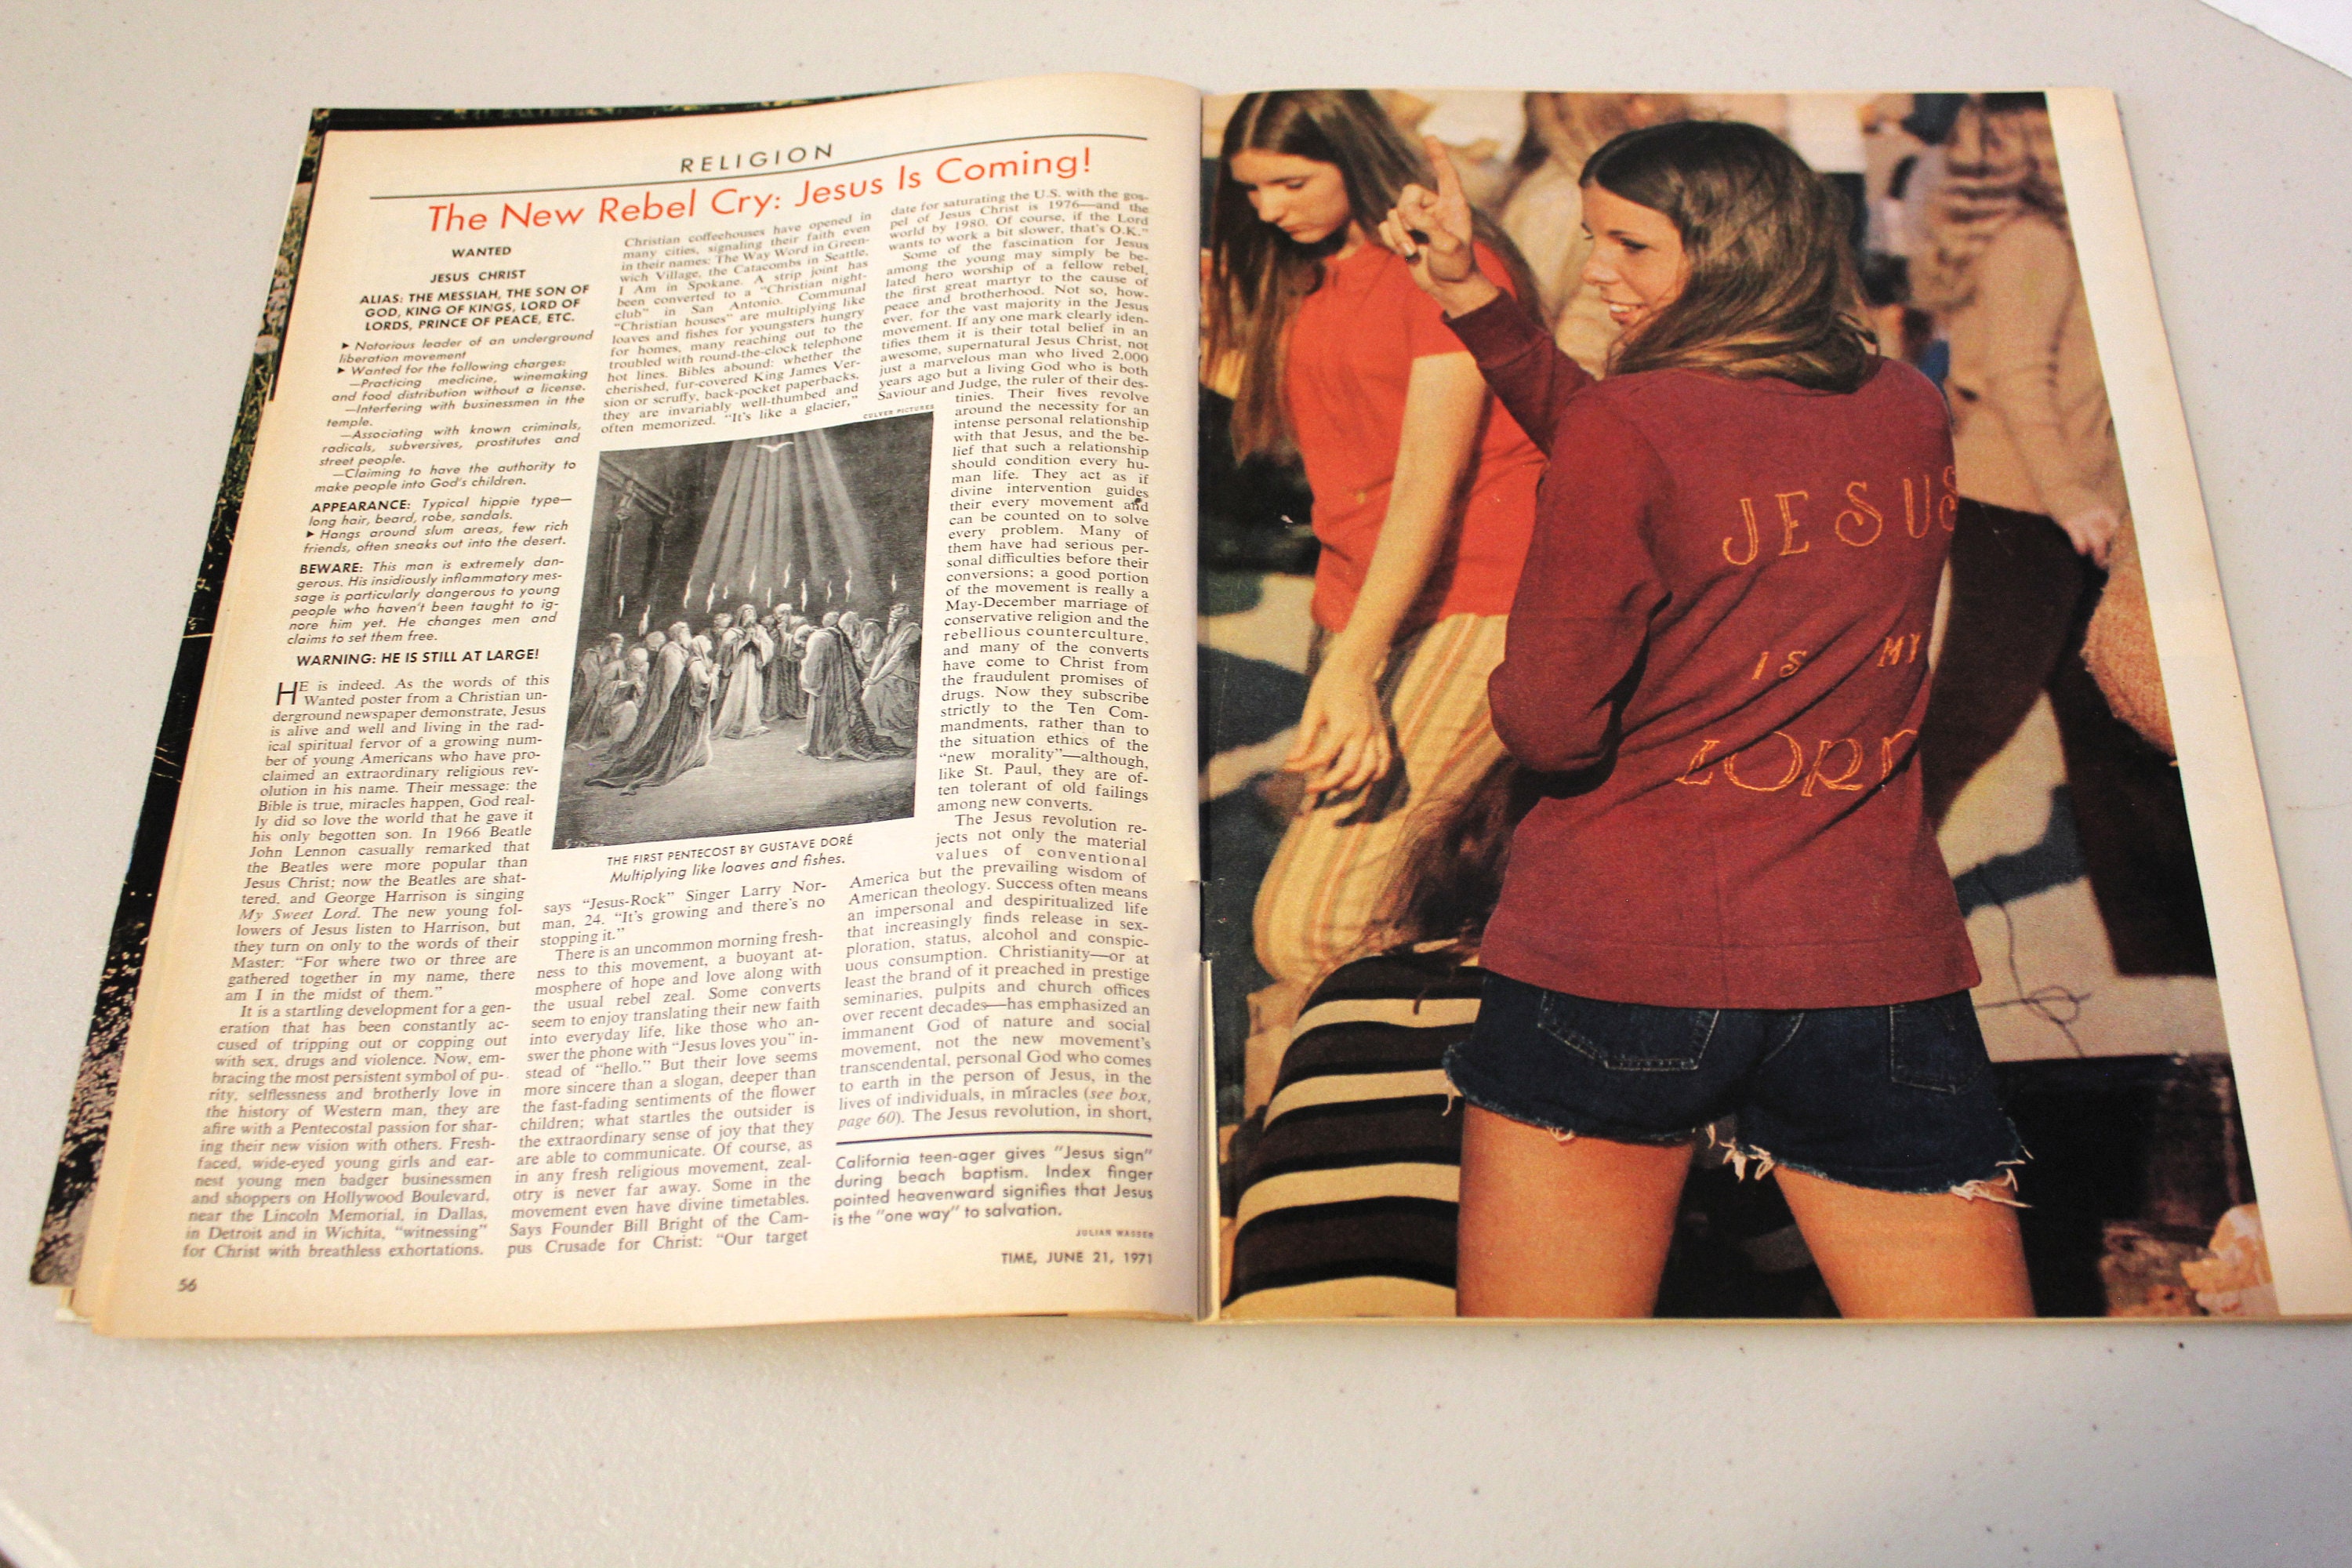 RELIGION
The New Rebel Cry: Jesus Is Coming!
WANTED
JESUS CHRIST
ALIAS: THE MESSIAH, THE SON OF
GOD, KING OF KINGS, LORD OF
LORDS, PRINCE OF PEACE, ETC.
► Notorious leader of an underground
liberation movement
► Wanted for the following charges:
—Practicing medicine, winemaking
and food distribution without a license.
—Interfering with businessmen in the
temple.
—Associating with known criminals,
radicals, subversives, prostitutes and
street people.
—Claiming to have the authority to
make people into God's children.
APPEARANCE: Typical hippie type—
long hair, beard, robe, sandals.
► Hangs around slum areas, few rich
friends, often sneaks out into the desert.
BEWARE: This man is extremely dan-
gerous. His insidiously inflammatory mes-
sage is particularly dangerous to young
people who haven't been taught to ig-
nore him yet. He changes men and
claims to set them free.
WARNING: HE IS STILL AT LARGE!
HE is indeed. As the words of this
Wanted poster from a Christian un-
derground newspaper demonstrate, Jesus
is alive and well and living in the rad-
ical spiritual fervor of a growing num-
ber of young Americans who have pro-
claimed an extraordinary religious rev-
olution in his name. Their message: the
Bible is true, miracles happen, God real-
ly did so love the world that he gave it
his only begotten son. In 1966 Beatle
John Lennon casually remarked that
the Beatles were more popular than
Jesus Christ; now the Beatles are shat-
tered, and George Harrison is singing
My Sweet Lord. The new young fol-
lowers of Jesus listen to Harrison, but
they turn on only to the words of their
Master: "For where two or three are
gathered together in my name, there
am I in the midst of them."
It is a startling development for a gen-
eration that has been constantly ac-
cused of tripping out or copping out
with sex, drugs and violence. Now, em-
bracing the most persistent symbol of pu-
rity, selflessness and brotherly love in
the history of Western man, they are
afire with a Pentecostal passion for shar-
ing their new vision with others. Fresh-
faced, wide-eyed young girls and ear-
nest young men badger businessmen
and shoppers on Hollywood Boulevard,
near the Lincoln Memorial, in Dallas,
in Detroit and in Wichita, "witnessing"
for Christ with breathless exhortations.
Christian coffeehouses have opened in
many cities, signaling their faith even
in their names: The Way Word in Green-
wich Village, the Catacombs in Seattle,
I Am in Spokane. A strip joint has
been converted to a "Christian night-
club" in San Antonio. Communal
"Christian houses" are multiplying like
loaves and fishes for youngsters hungry
for homes, many reaching out to the
troubled with round-the-clock telephone
hot lines. Bibles abound: whether the
cherished, fur-covered King James Ver-
sion or scruffy, back-pocket paperbacks,
they are invariably well-thumbed and
often memorized. "It's like a glacier,"
CULVER PICTURES
THE FIRST PENTECOST BY GUSTAVE DORÉ
Multiplying like loaves and fishes.
says "Jesus-Rock" Singer Larry Nor-
man, 24. "It's growing and there's no
stopping it."
There is an uncommon morning fresh-
ness to this movement, a buoyant at-
mosphere of hope and love along with
the usual rebel zeal. Some converts
seem to enjoy translating their new faith
into everyday life, like those who an-
swer the phone with "Jesus loves you" in-
stead of "hello." But their love seems
more sincere than a slogan, deeper than
the fast-fading sentiments of the flower
children; what startles the outsider is
the extraordinary sense of joy that they
are able to communicate. Of course, as
in any fresh religious movement, zeal-
otry is never far away. Some in the
movement even have divine timetables.
Says Founder Bill Bright of the Cam-
pus Crusade for Christ: "Our target
date for saturating the U.S. with the gos-
pel of Jesus Christ is 1976—and the
world by 1980. Of course, if the Lord
wants to work a bit slower, that's O.K."
Some of the fascination for Jesus
among the young may simply be be-
lated hero worship of a fellow rebel,
the first great martyr to the cause of
peace and brotherhood. Not so, how-
ever, for the vast majority in the Jesus
movement. If any one mark clearly iden-
tifies them it is their total belief in an
awesome, supernatural Jesus Christ, not
just a marvelous man who lived 2,000
years ago but a living God who is both
Saviour and Judge, the ruler of their des-
tinies. Their lives revolve
around the necessity for an
intense personal relationship
with that Jesus, and the be-
lief that such a relationship
should condition every hu-
man life. They act as if
divine intervention guides
their every movement and
can be counted on to solve
every problem. Many of
them have had serious per-
sonal difficulties before their
conversions; a good portion
of the movement is really a
May-December marriage of
conservative religion and the
rebellious counterculture,
and many of the converts
have come to Christ from
the fraudulent promises of
drugs. Now they subscribe
strictly to the Ten Com-
mandments, rather than to
the situation ethics of the
"new morality"—although,
like St. Paul, they are of-
ten tolerant of old failings
among new converts.
The Jesus revolution re-
jects not only the material
values of conventional
America but the prevailing wisdom of
American theology. Success often means
an impersonal and despiritualized life
that increasingly finds release in sex-
ploration, status, alcohol and conspic-
uous consumption. Christianity—or at
least the brand of it preached in prestige
seminaries, pulpits and church offices
over recent decades—has emphasized an
immanent God of nature and social
movement, not the new movement's
transcendental, personal God who comes
to earth in the person of Jesus, in the
lives of individuals, in miracles (see box,
page 60). The Jesus revolution, in short,
California teen-ager gives "Jesus sign"
during beach baptism. Index finger
pointed heavenward signifies that Jesus
is the "one way" to salvation.
JULIAN WASSER
TIME, JUNE 21, 1971
56
JESUS
IS MY
LORD